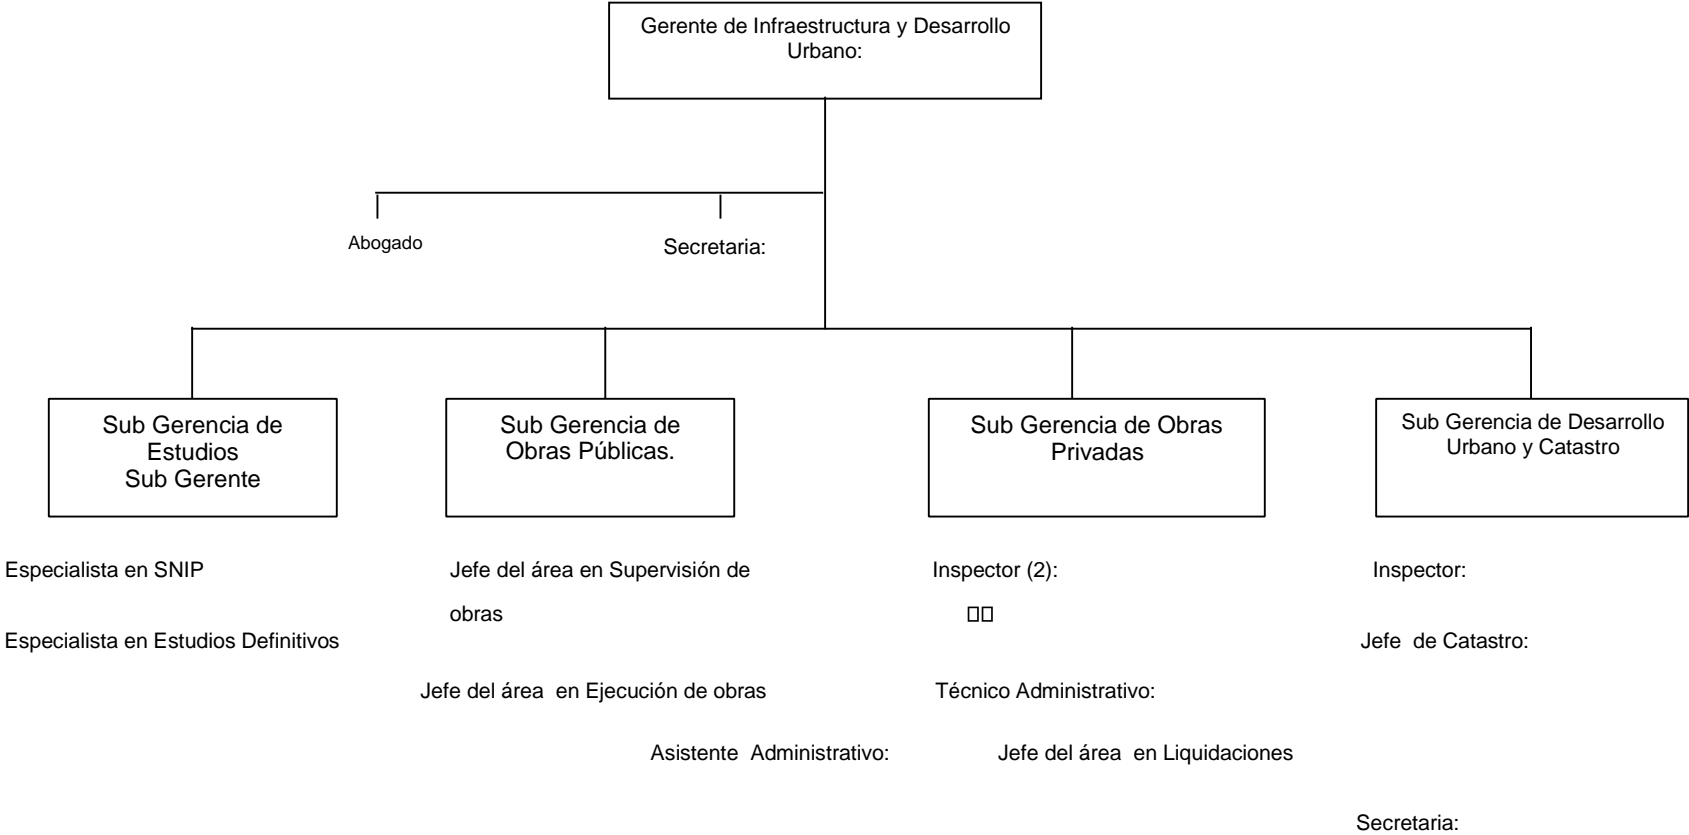 Gerente de Infraestructura y Desarrollo
Urbano:
Abogado
Secretaria:
Sub Gerencia de
Estudios
Sub Gerente
Sub Gerencia de
Obras Públicas.
Sub Gerencia de Obras
Privadas
Sub Gerencia de Desarrollo
Urbano y Catastro
Especialista en SNIP
Jefe del área en Supervisión de
obras
Inspector (2):
Inspector:
Especialista en Estudios Definitivos
Jefe de Catastro:
Jefe del área en Ejecución de obras
Técnico Administrativo:
Asistente Administrativo:
Jefe del área en Liquidaciones
Secretaria: